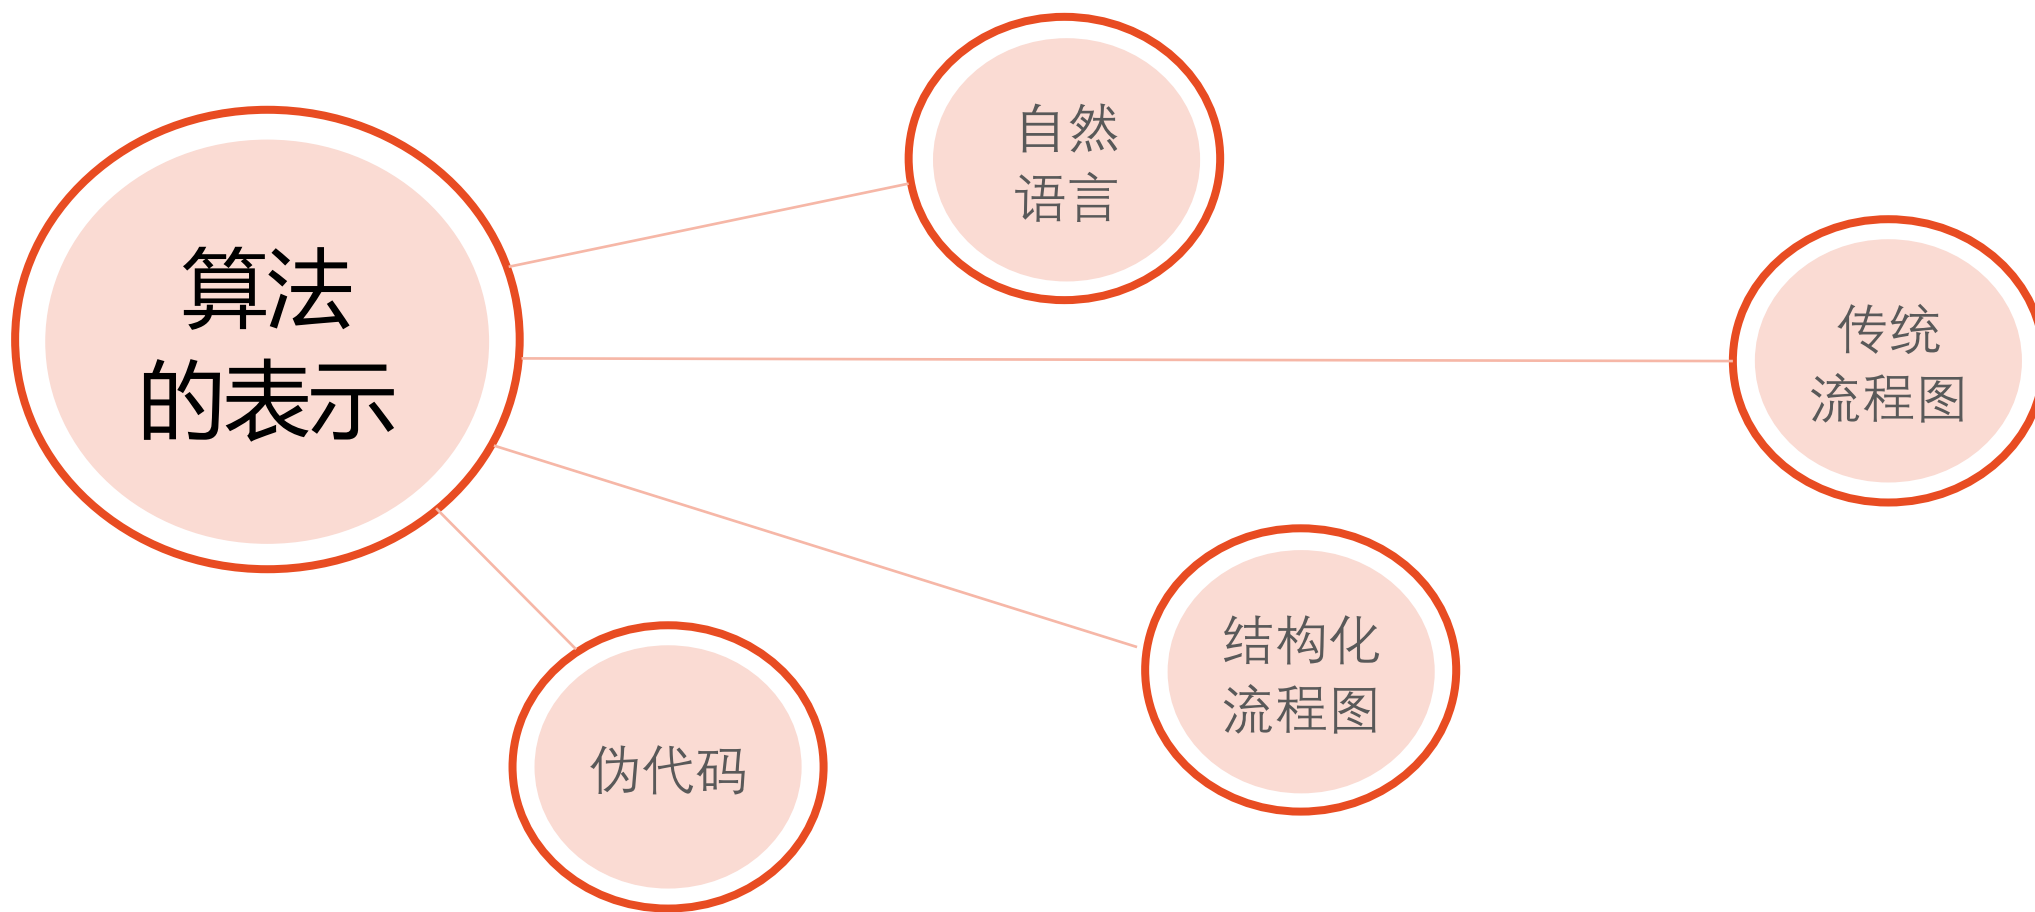 算法
的表示
自然
语言
传统
流程图
结构化
流程图
伪代码